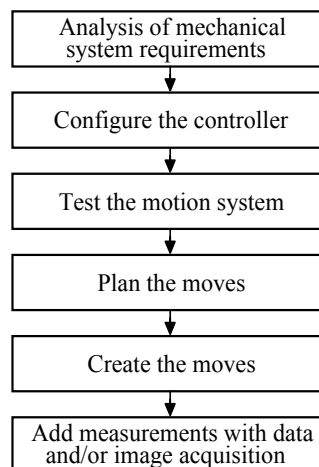 Analysis of mechanical
system requirements
Configure the controller
Test the motion system
Plan the moves
Create the moves
Add measurements with data
and/or image acquisition